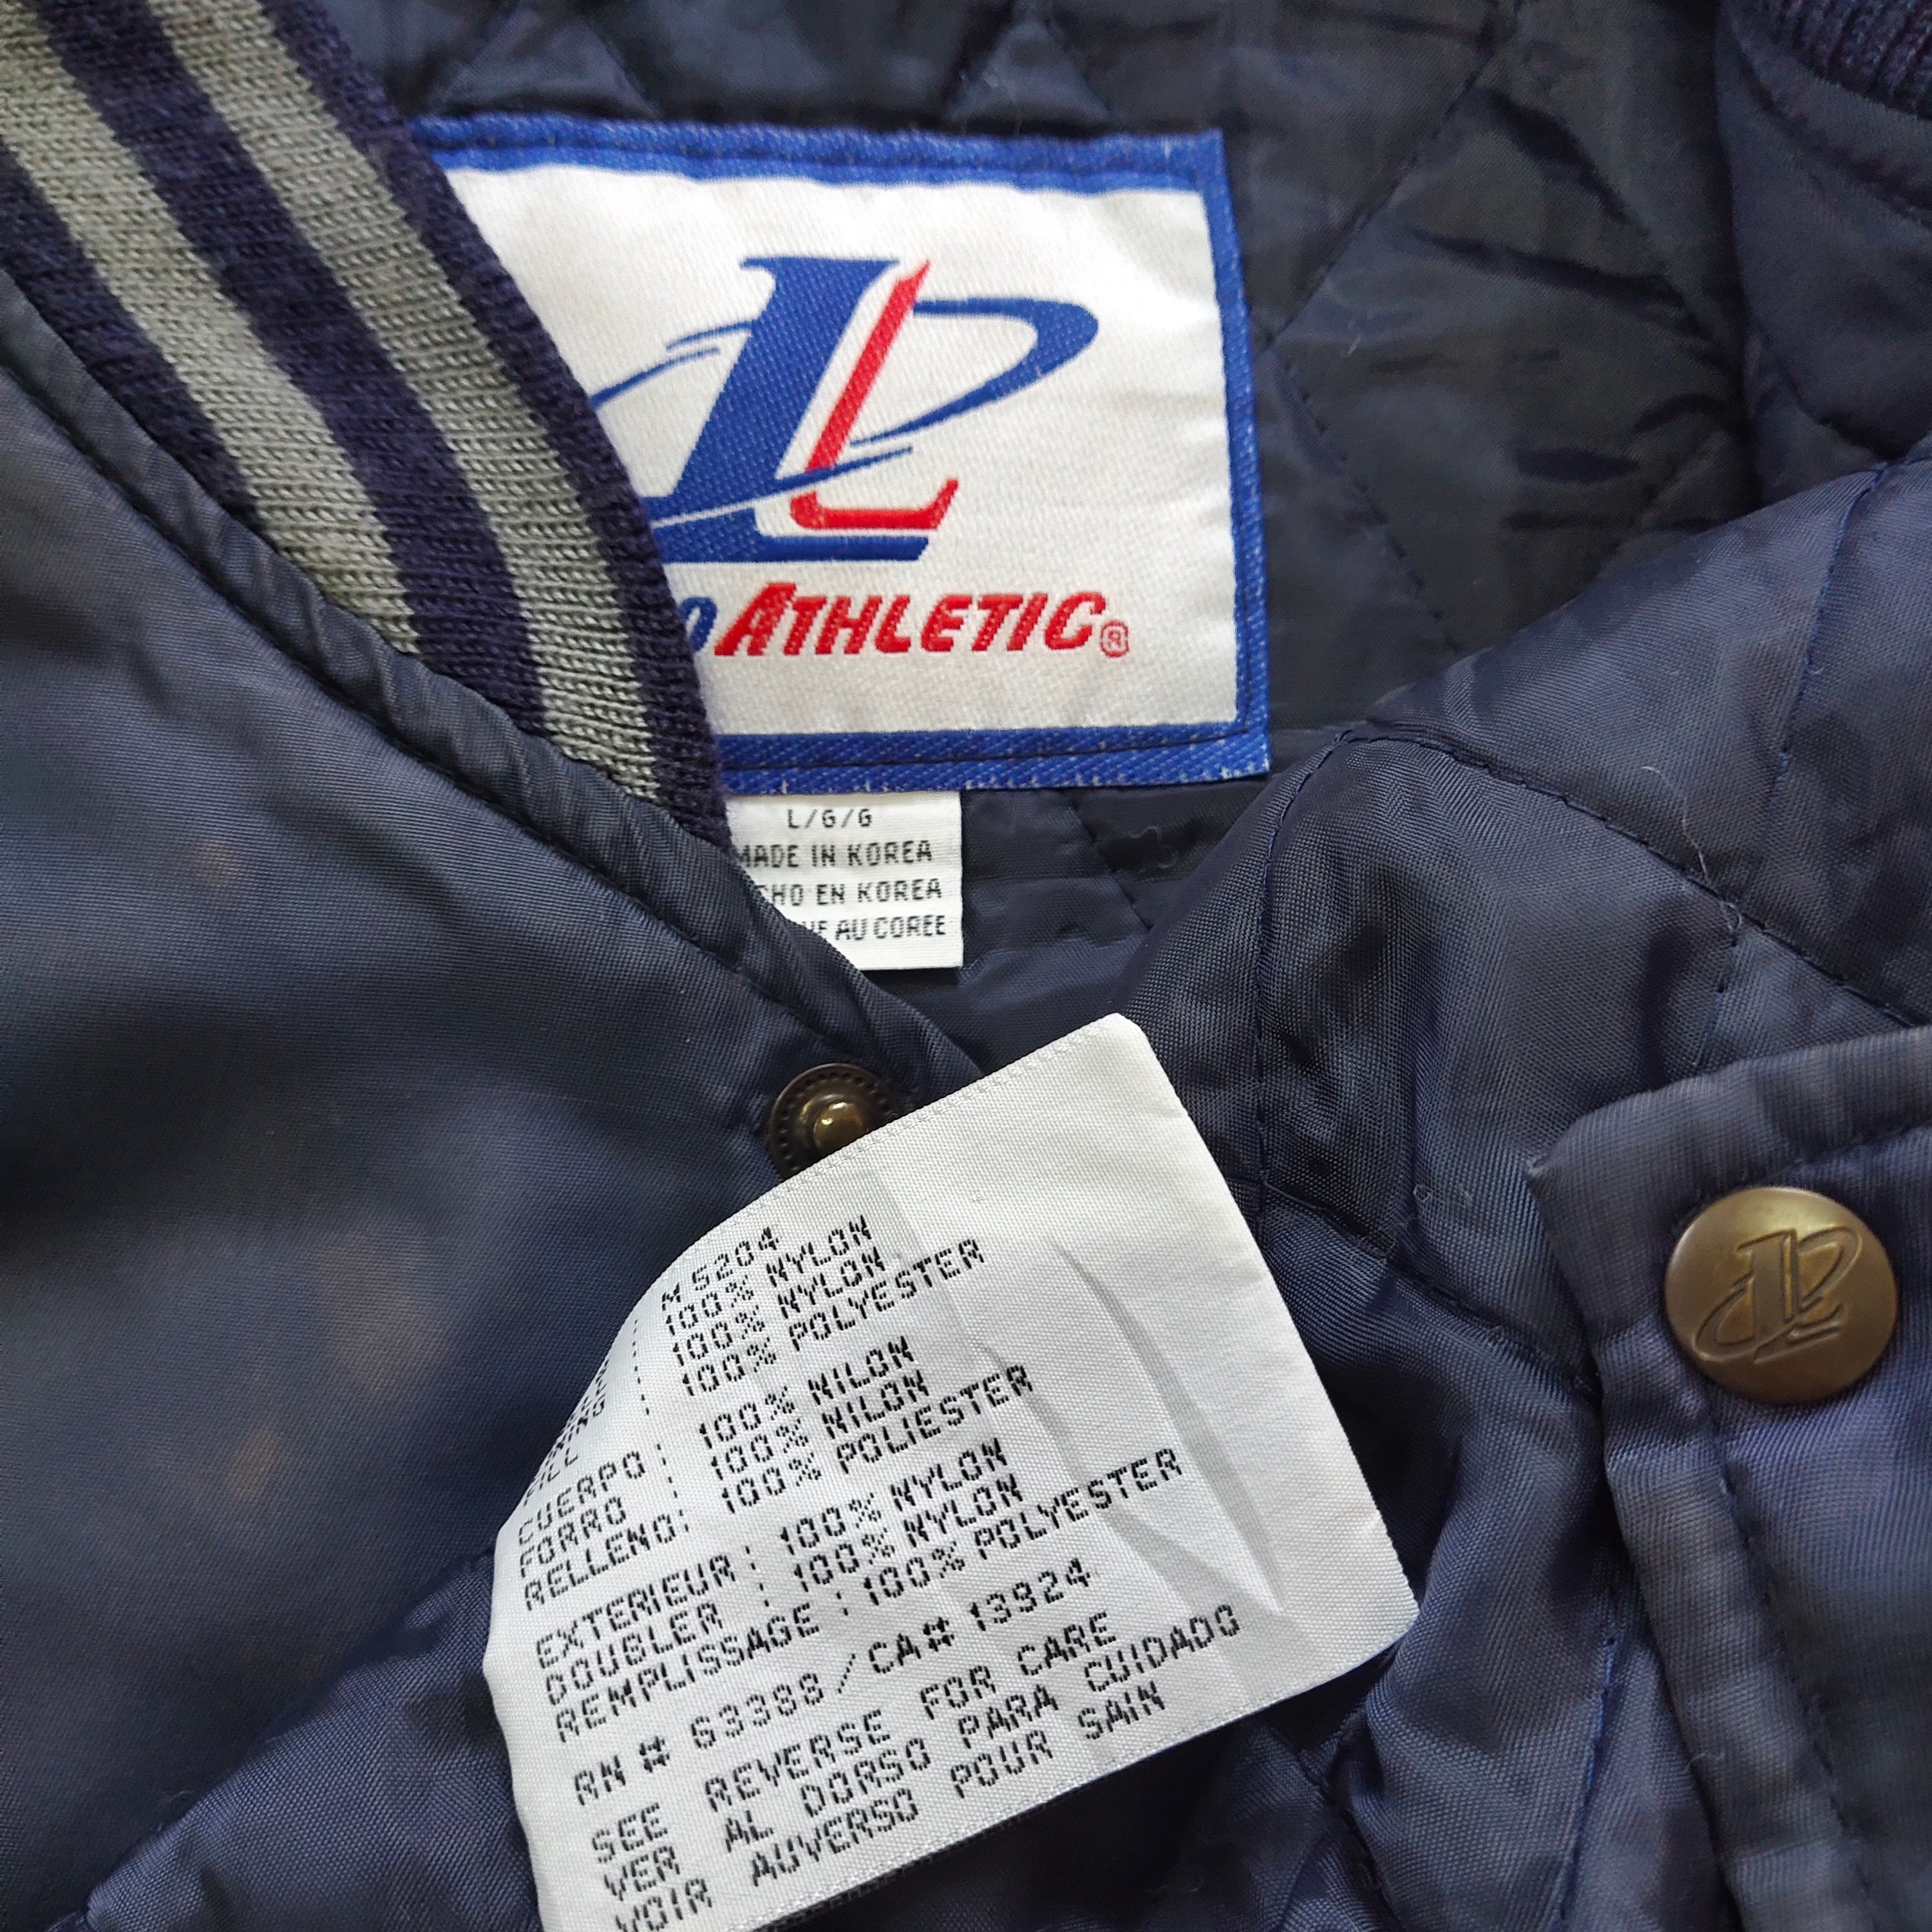 ATHLETIC®
L/G/G
MADE IN KOREA
EN KOREA
AU COREE
M 5204
100% NYLON
100% NYLON
100% POLYESTER
CUERPO : 100% NILON
FORRO : 100% NILON
RELLENO: 100% POLIESTER
EXTERIEUR : 100% NYLON
DOUBLER : 100% NYLON
REMPLISSAGE : 100% POLYESTER
RN # 63388 / CA# 13924
SEE REVERSE FOR CARE
VER AL DORSO PARA CUIDADO
VOIR AUVERSO POUR SAIN